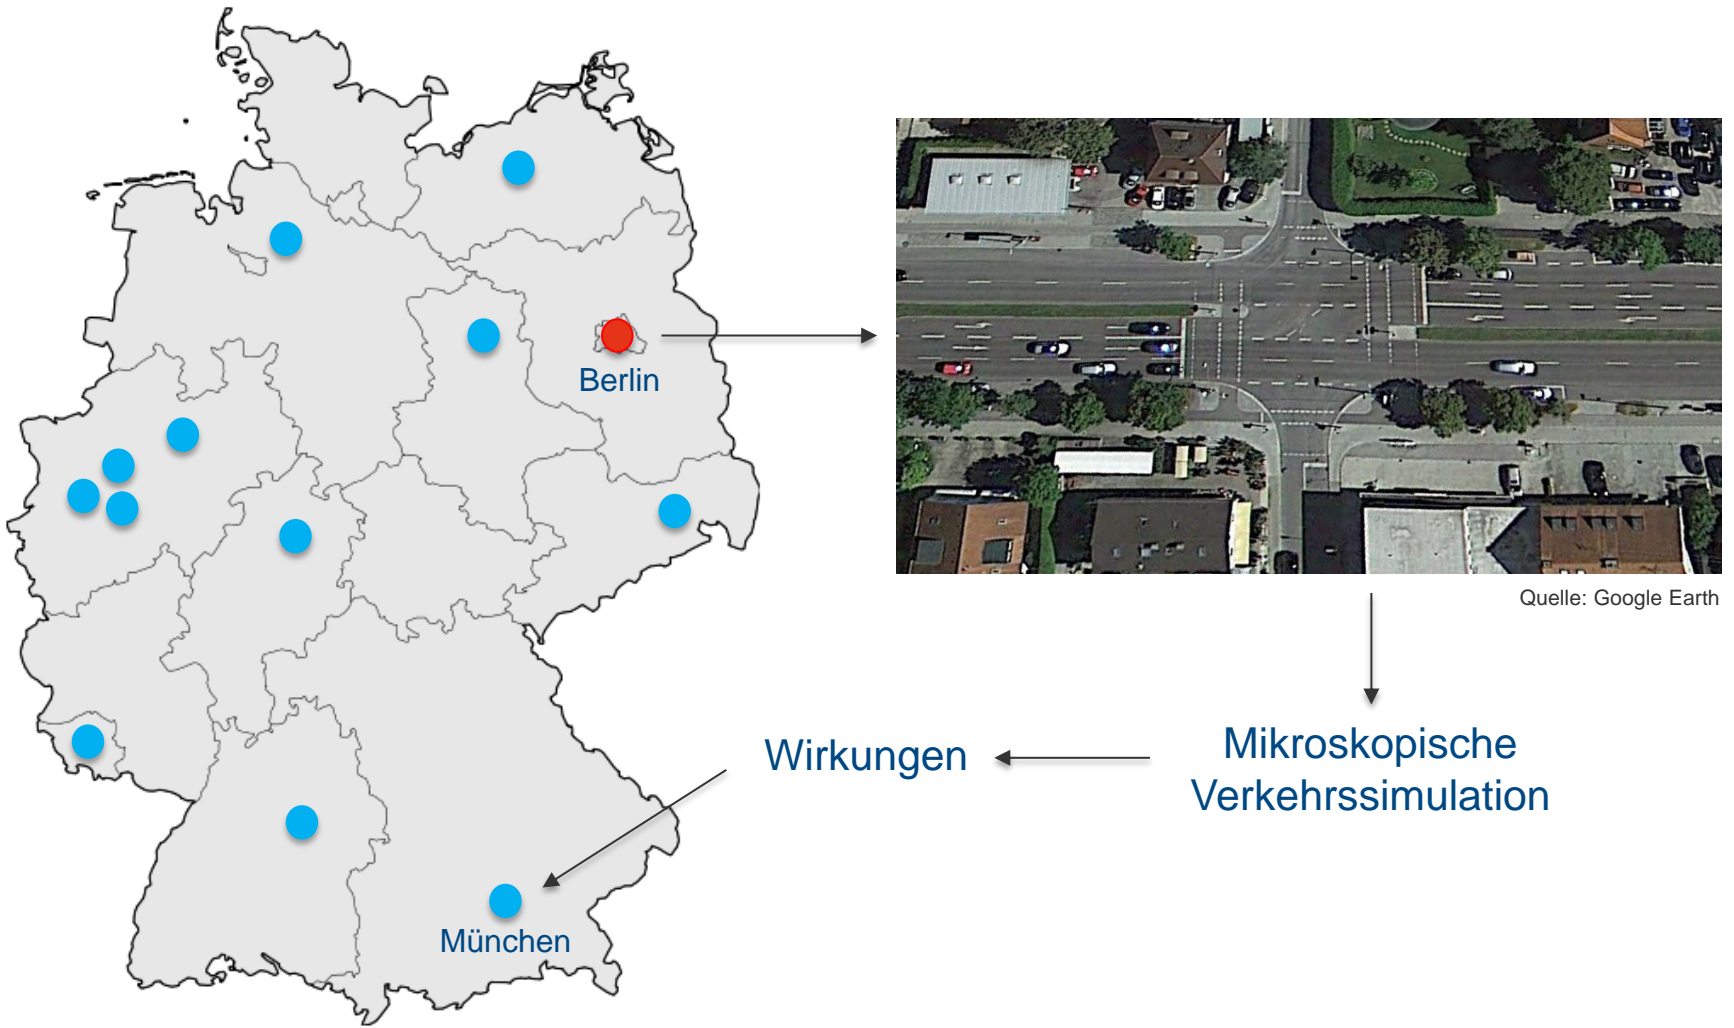 Berlin
Quelle: Google Earth
Mikroskopische
Verkehrssimulation
Wirkungen
München